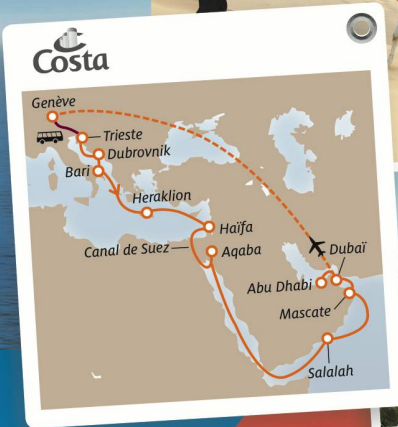 Costa
Genève
Trieste
Dubrovnik
Bari
Heraklion
Haïfa
Canal de Suez
Aqaba
Dubaï
Abu Dhabi
Mascate
Salalah